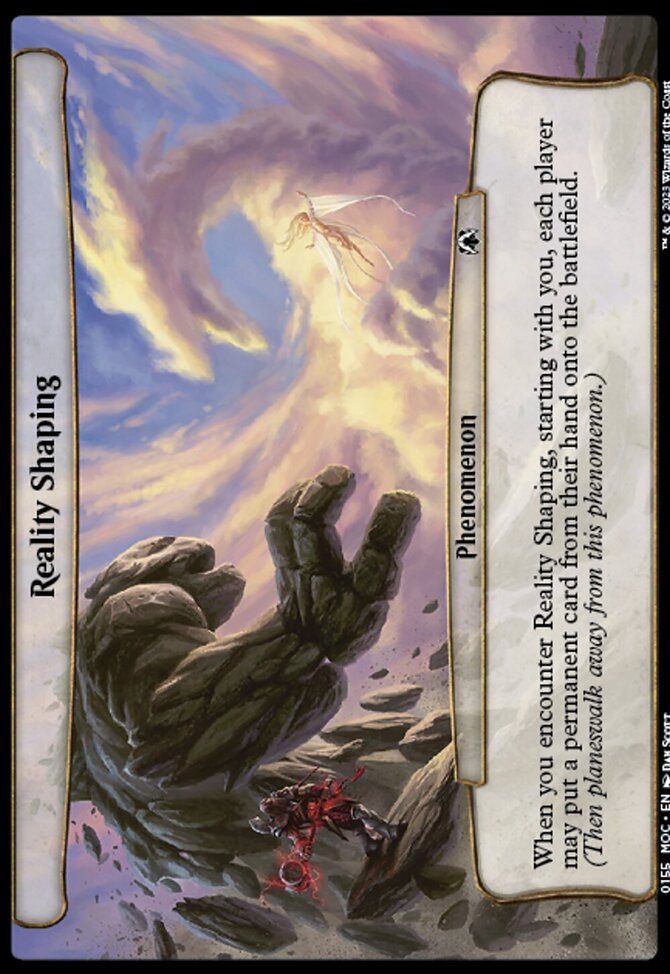 Reality Shaping
Phenomenon
When you encounter Reality Shaping, starting with you, each player
may put a permanent card from their hand onto the battlefield.
(Then planeswalk away from this phenomenon.)
0155 MOC • EN Dan Scott
™ & © 2023 Wizards of the Coast